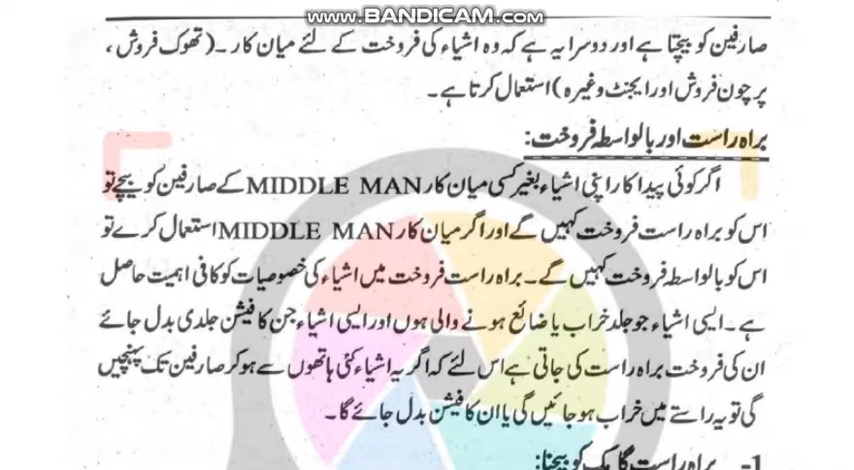 www.BANDICAM.com
صارفین کو بیچتا ہے اور دوسرا یہ ہے کہ وہ اشیاء کی فروخت کے لئے میان کار۔ (تھوک فروش ،
پرچون فروش اور ایجنٹ وغیرہ) استعمال کرتا ہے۔
براہ راست اور بالواسطہ فروخت:
اگر کوئی پیدا کار اپنی اشیاء بغیر کسی میان کار MIDDLE MAN کے صارفین کو بیچے تو
اس کو براہ راست فروخت کہیں گے اور اگر میان کار MIDDLE MAN استعمال کرے تو
اس کو بالواسطہ فروخت کہیں گے۔ براہ راست فروخت میں اشیاء کی خصوصیات کو کافی اہمیت حاصل
ہے۔ ایسی اشیاء جو جلد خراب یا ضائع ہونے والی ہوں اور ایسی اشیاء جن کا فیشن جلدی بدل جائے
ان کی فروخت براہ راست کی جاتی ہے اس لئے کہ اگر یہ اشیاء کئی ہاتھوں سے ہو کر صارفین تک پہنچیں
گی تو یہ راستے میں خراب ہو جائیں گی یا ان کا فیشن بدل جائے گا۔
1- براہ راست گاہک کو بیچنا: